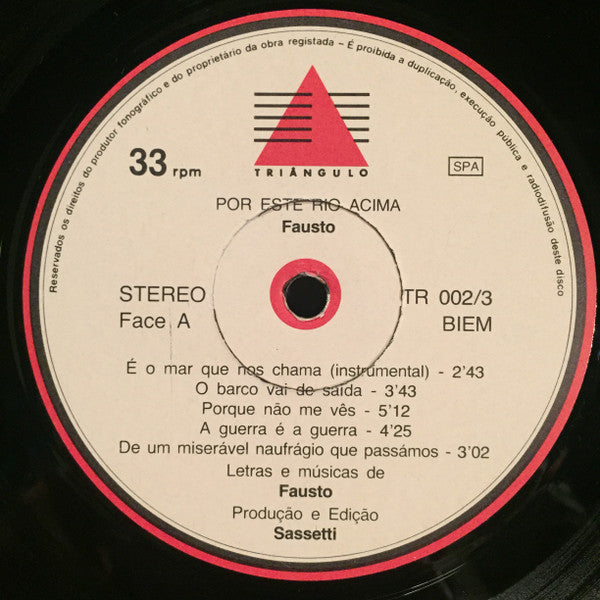 Reservados os direitos do produtor fonográfico e do proprietário da obra registada – É proibida a duplicação, execução pública e radiodifusão deste disco
TRIÂNGULO
33 rpm
SPA
POR ESTE RIO ACIMA
Fausto
STEREO
TR 002/3
Face A
BIEM
É o mar que nos chama (instrumental) - 2'43
O barco vai de saída - 3'43
Porque não me vês - 5'12
A guerra é a guerra - 4'25
De um miserável naufrágio que passámos - 3'02
Letras e músicas de
Fausto
Produção e Edição
Sassetti